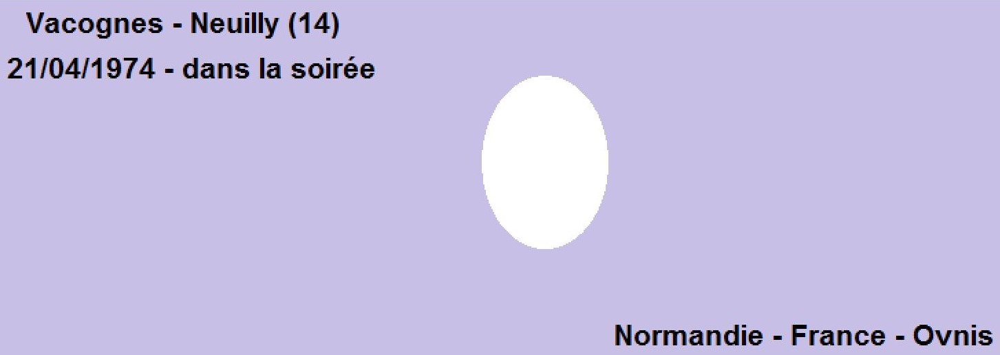 Vacognes - Neuilly (14)
21/04/1974 - dans la soirée
Normandie - France - Ovnis